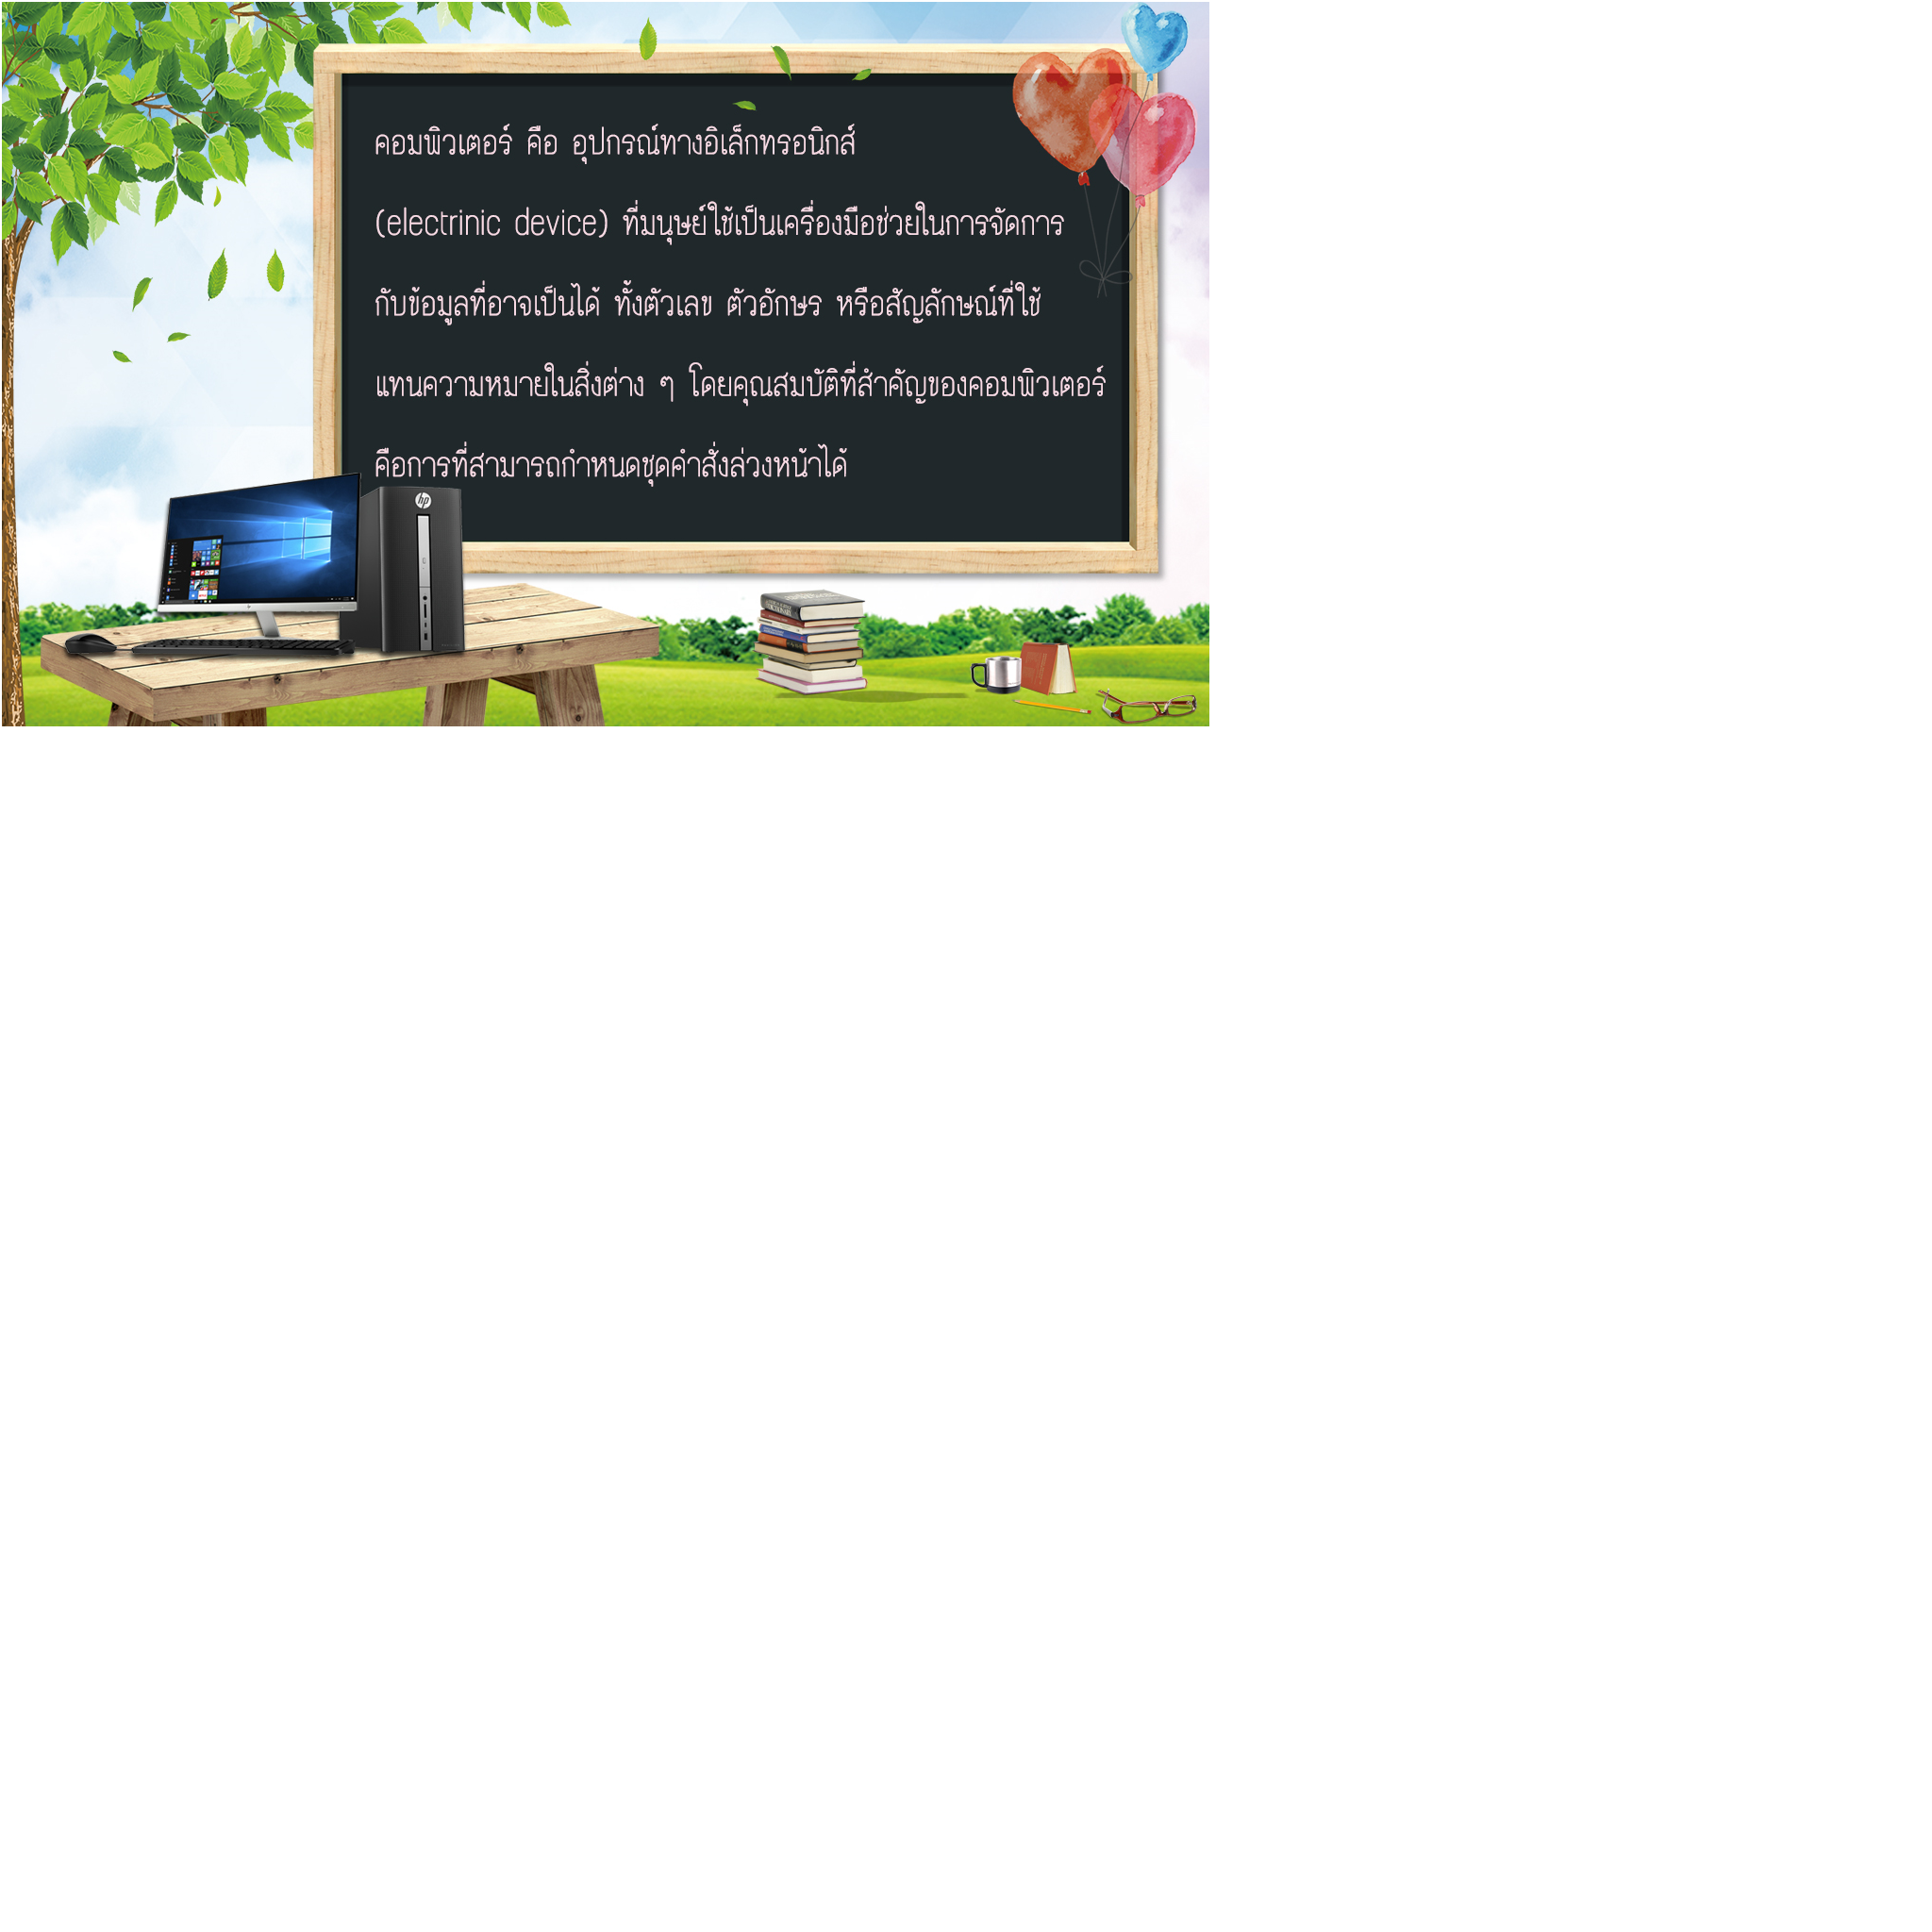 คอมพิวเตอร์ คือ อุปกรณ์ทางอิเล็กทรอนิกส์
(electrinic device) ที่มนุษย์ใช้เป็นเครื่องมือช่วยในการจัดการ
กับข้อมูลที่อาจเป็นได้ ทั้งตัวเลข ตัวอักษร หรือสัญลักษณ์ที่ใช้
แทนความหมายในสิ่งต่าง ๆ โดยคุณสมบัติที่สำคัญของคอมพิวเตอร์
คือการที่สามารถกำหนดชุดคำสั่งล่วงหน้าได้
hp